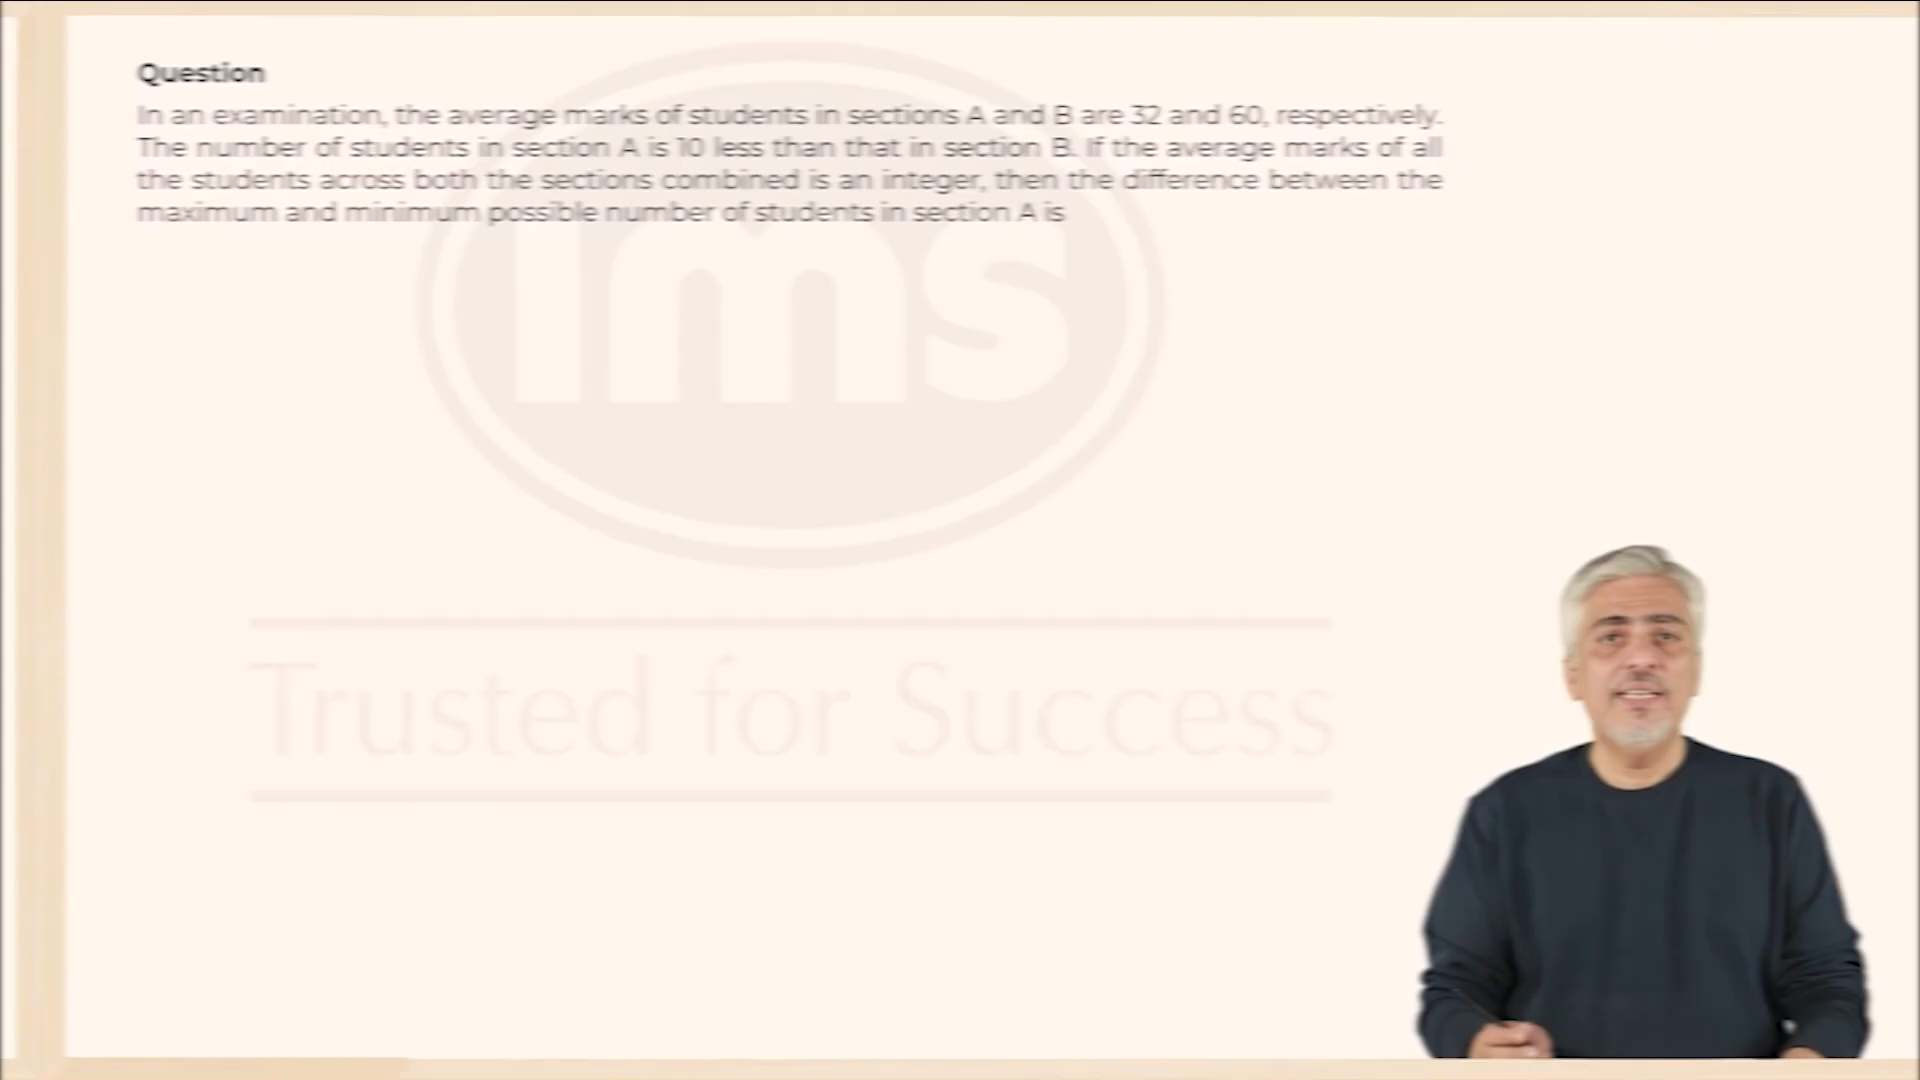 Question
In an examination, the average marks of students in sections A and B are 32 and 60, respectively.
The number of students in section A is 10 less than that in section B. If the average marks of all
the students across both the sections combined is an integer, then the difference between the
maximum and minimum possible number of students in section A is
ims
Trusted for Success